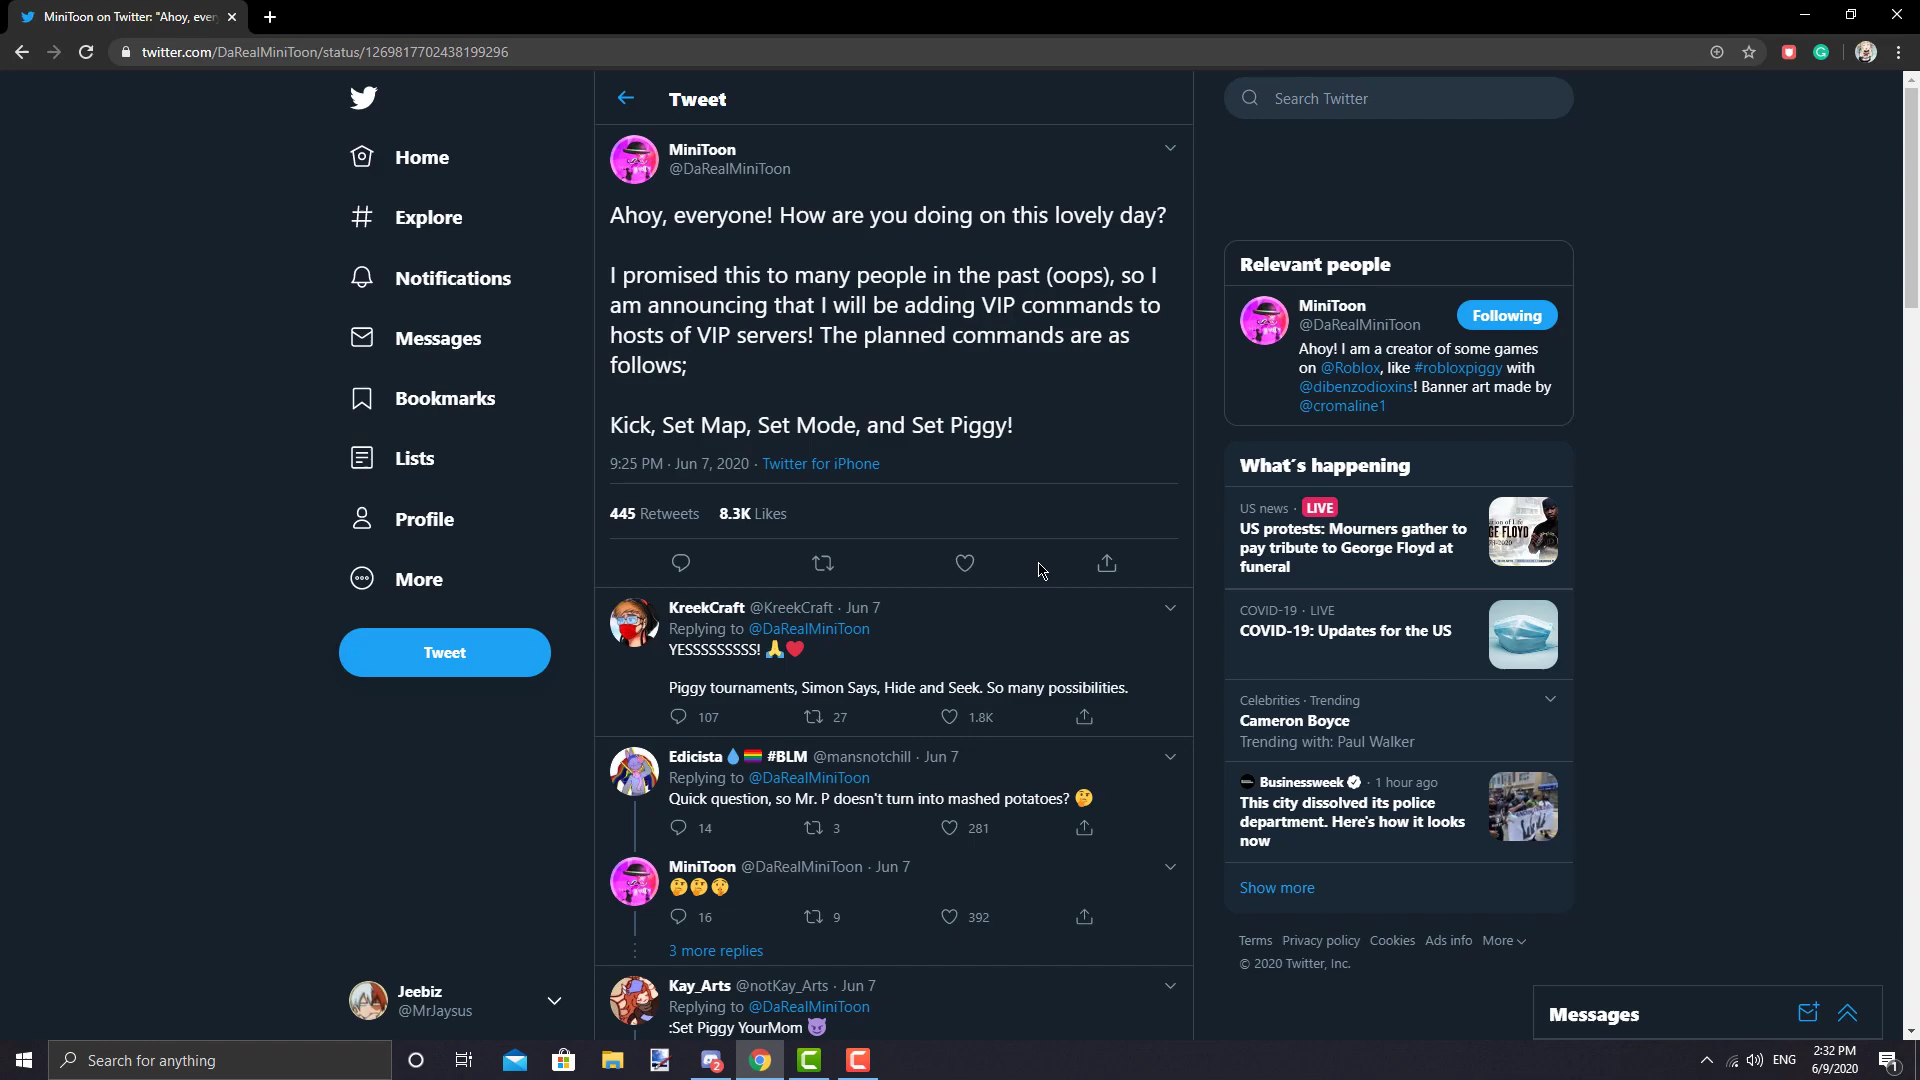 MiniToon on Twitter: "Ahoy, ever
twitter.com/DaRealMiniToon/status/1269817702438199296
Home
Explore
Notifications
Messages
Bookmarks
Lists
Profile
More
Tweet
Jeebiz
@MrJaysus
Tweet
MiniToon
@DaRealMiniToon
Ahoy, everyone! How are you doing on this lovely day?
I promised this to many people in the past (oops), so I
am announcing that I will be adding VIP commands to
hosts of VIP servers! The planned commands are as
follows;
Kick, Set Map, Set Mode, and Set Piggy!
9:25 PM · Jun 7, 2020 · Twitter for iPhone
445 Retweets 8.3K Likes
KreekCraft @KreekCraft · Jun 7
Replying to @DaRealMiniToon
YESSSSSSSSS! 🙏❤️
Piggy tournaments, Simon Says, Hide and Seek. So many possibilities.
107 27 1.8K
Edicista💧🏳️‍🌈 #BLM @mansnotchill · Jun 7
Replying to @DaRealMiniToon
Quick question, so Mr. P doesn't turn into mashed potatoes? 🤔
14 3 281
MiniToon @DaRealMiniToon · Jun 7
🤔🤔🤫
16 9 392
3 more replies
Kay_Arts @notKay_Arts · Jun 7
Replying to @DaRealMiniToon
:Set Piggy YourMom 😈
Search Twitter
Relevant people
MiniToon
@DaRealMiniToon
Following
Ahoy! I am a creator of some games
on @Roblox, like #robloxpiggy with
@dibenzodioxins! Banner art made by
@cromaline1
What's happening
US news · LIVE
US protests: Mourners gather to
pay tribute to George Floyd at
funeral
COVID-19 · LIVE
COVID-19: Updates for the US
Celebrities · Trending
Cameron Boyce
Trending with: Paul Walker
Businessweek · 1 hour ago
This city dissolved its police
department. Here's how it looks
now
Show more
Terms Privacy policy Cookies Ads info More
© 2020 Twitter, Inc.
Messages
Search for anything
2
ENG
2:32 PM
6/9/2020
1